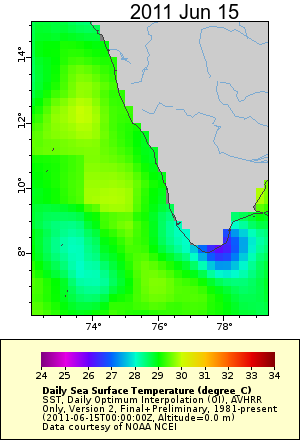 2011 Jun 15
14°
12°
10°
8°
74° 76° 78°
24 25 26 27 28 29 30 31 32 33 34
Daily Sea Surface Temperature (degree_C)
SST, Daily Optimum Interpolation (OI), AVHRR
Only, Version 2, Final+Preliminary, 1981-present
(2011-06-15T00:00:00Z, Altitude=0.0 m)
Data courtesy of NOAA NCEI